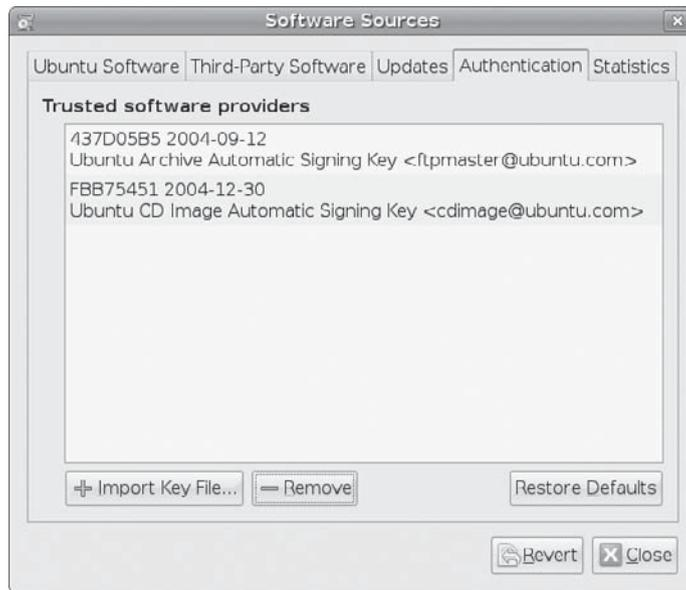 Software Sources
Ubuntu Software Third-Party Software Updates Authentication Statistics
Trusted software providers
437D05B5 2004-09-12
Ubuntu Archive Automatic Signing Key <ftpmaster@ubuntu.com>
FBB75451 2004-12-30
Ubuntu CD Image Automatic Signing Key <cdimage@ubuntu.com>
Import Key File... Remove Restore Defaults
Revert Close